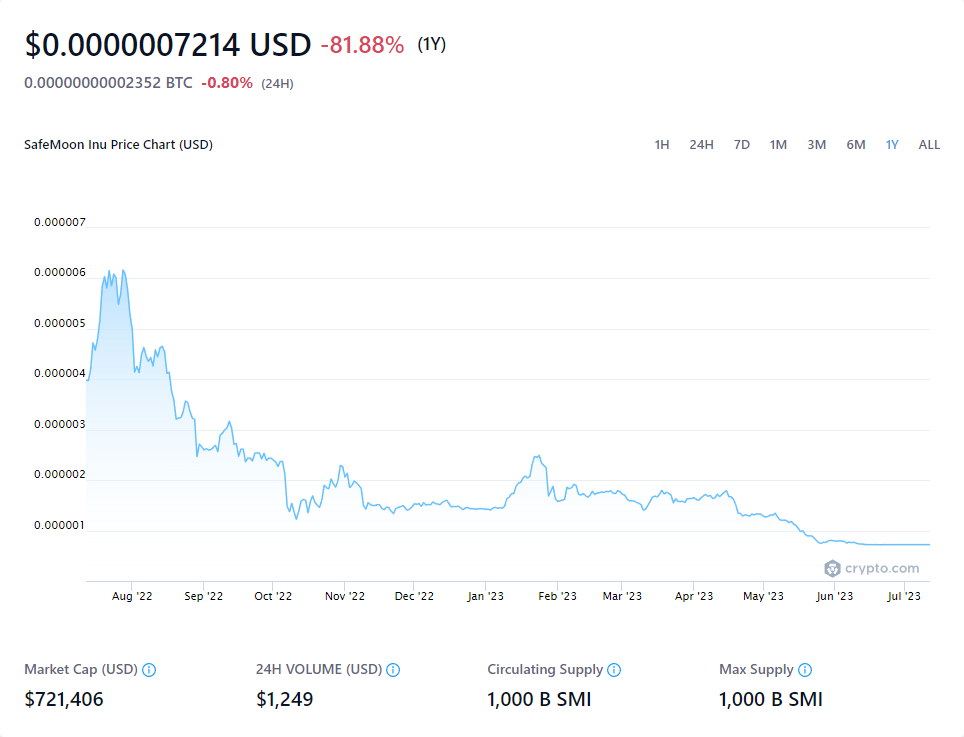 $0.0000007214 USD -81.88% (1Y)
0.00000000002352 BTC -0.80% (24H)
SafeMoon Inu Price Chart (USD)
1H 24H 7D 1M 3M 6M 1Y ALL
0.000007
0.000006
0.000005
0.000004
0.000003
0.000002
0.000001
crypto.com
Aug '22 Sep '22 Oct '22 Nov '22 Dec '22 Jan '23 Feb '23 Mar '23 Apr '23 May '23 Jun '23 Jul '23
Market Cap (USD) 24H VOLUME (USD) Circulating Supply Max Supply
$721,406 $1,249 1,000 B SMI 1,000 B SMI